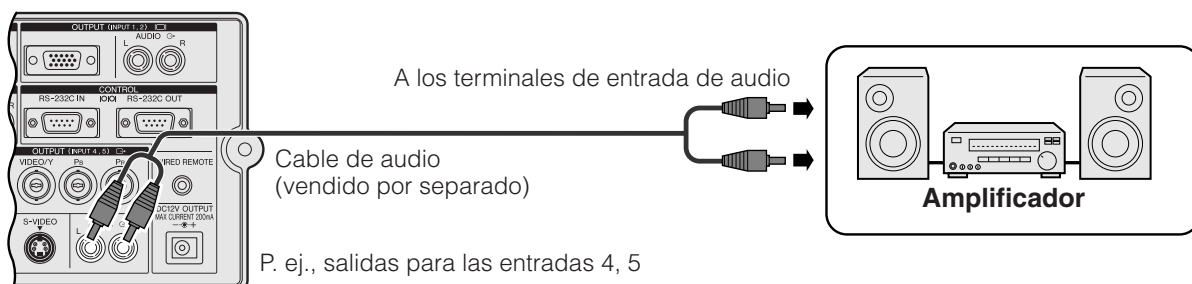 OUTPUT (INPUT 1, 2)
AUDIO
L R
CONTROL
RS-232C IN RS-232C OUT
OUTPUT (INPUT 4, 5)
VIDEO/Y PB PR WIRED REMOTE
S-VIDEO
L
DC12V OUTPUT
MAX CURRENT 200mA
A los terminales de entrada de audio
Cable de audio
(vendido por separado)
P. ej., salidas para las entradas 4, 5
Amplificador